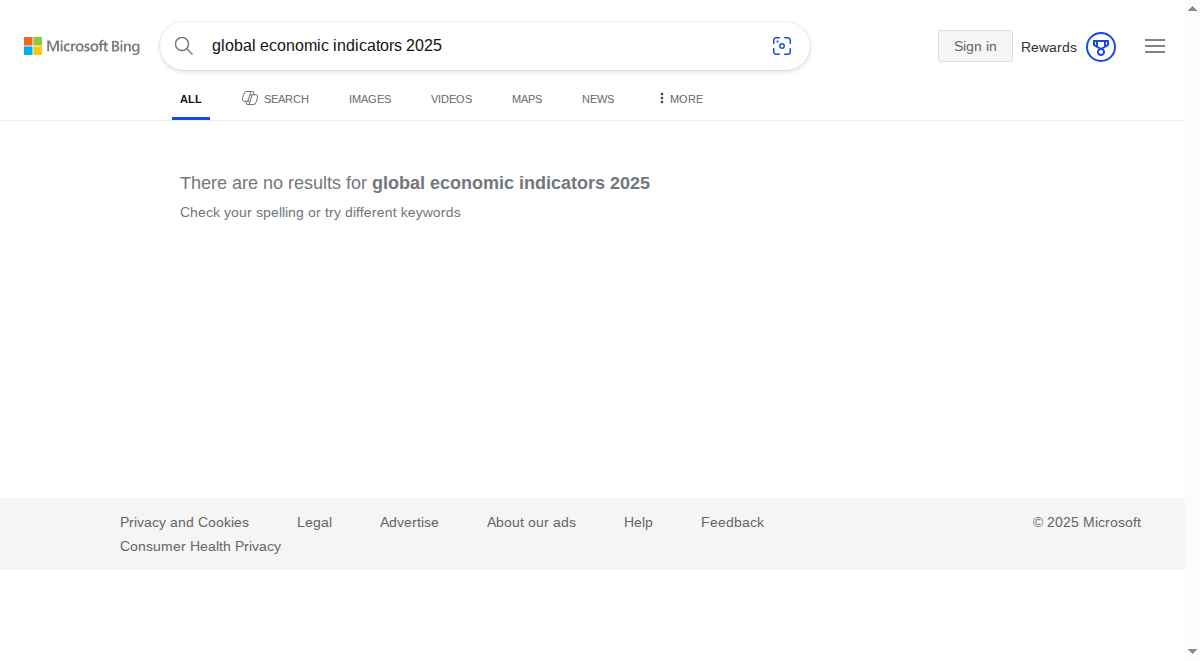 Microsoft Bing
global economic indicators 2025
Sign in
Rewards
ALL
SEARCH
IMAGES
VIDEOS
MAPS
NEWS
MORE
There are no results for global economic indicators 2025
Check your spelling or try different keywords
Privacy and Cookies
Legal
Advertise
About our ads
Help
Feedback
© 2025 Microsoft
Consumer Health Privacy